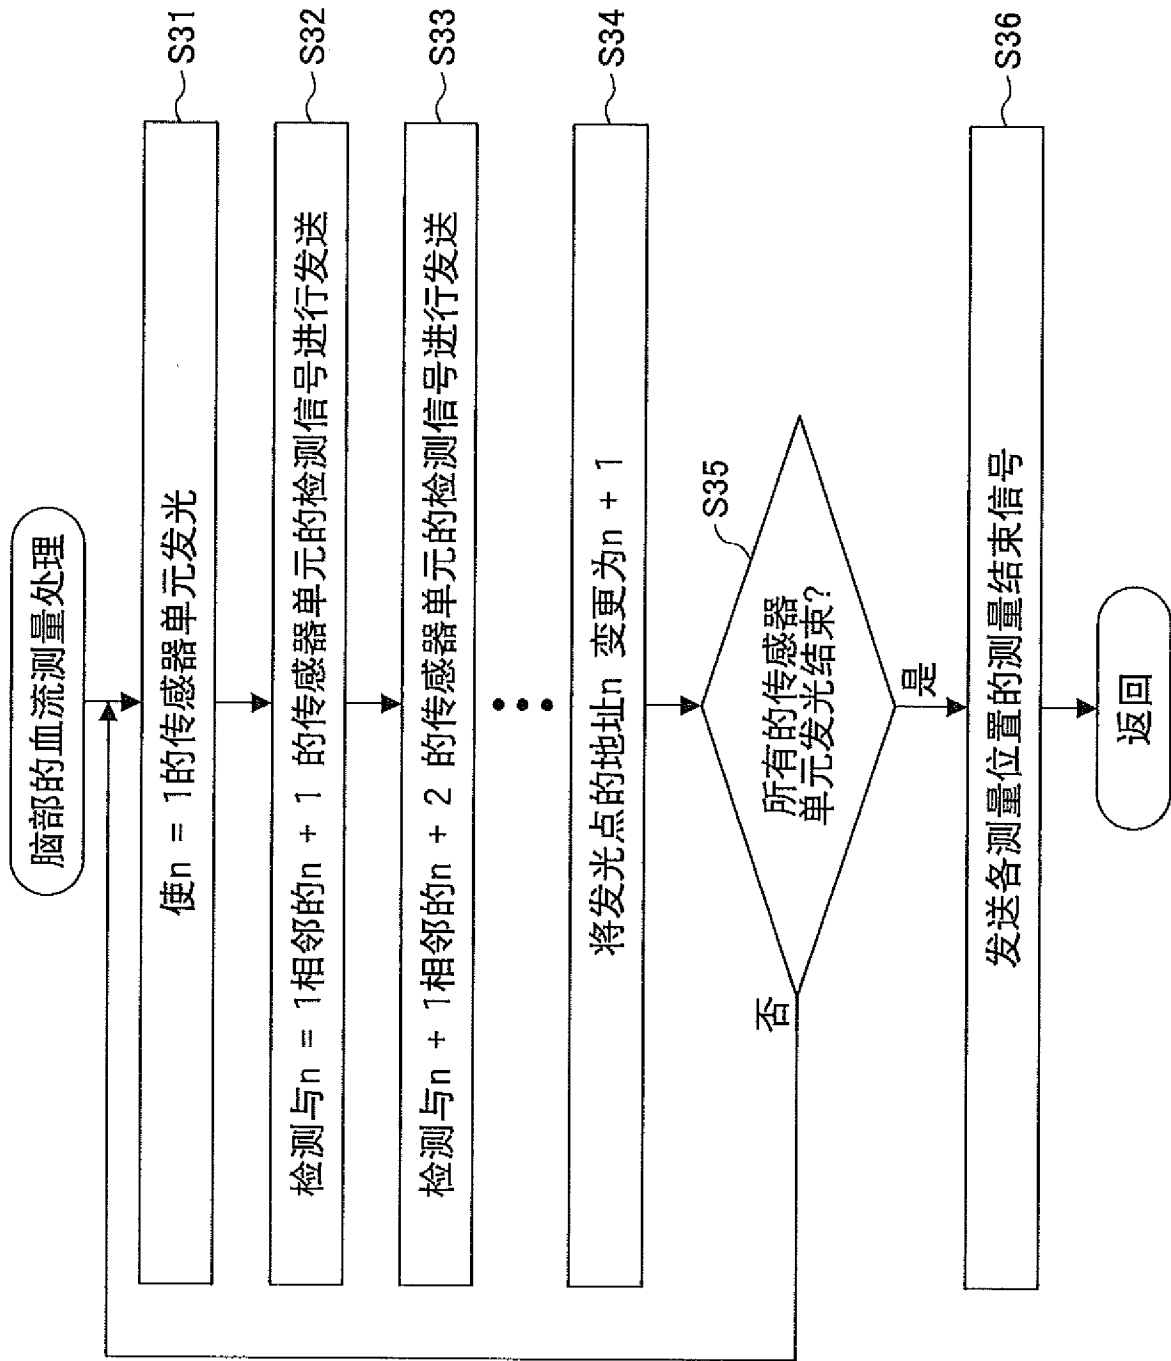 脑部的血流测量处理
使n = 1的传感器单元发光
S31
检测与n = 1相邻的n + 1 的传感器单元的检测信号进行发送
S32
检测与n + 1相邻的n + 2 的传感器单元的检测信号进行发送
S33
将发光点的地址n 变更为n + 1
S34
所有的传感器
单元发光结束?
S35
否
是
发送各测量位置的测量结束信号
S36
返回